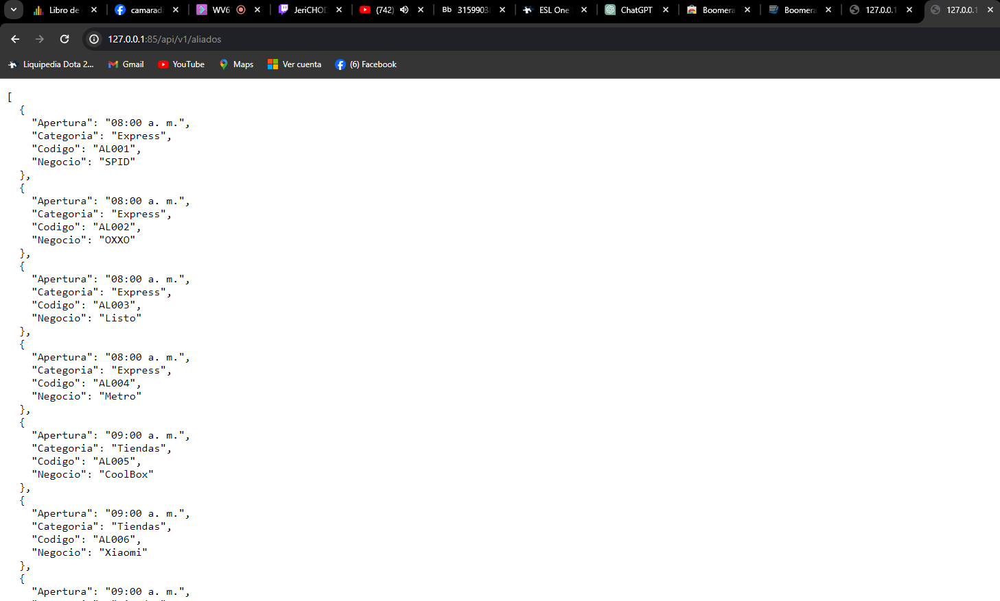 Libro de
camarad
WV6
JeriCHO
(742)
Bb 3159903
ESL One
ChatGPT
Boomera
Boomera
127.0.0.1
127.0.0.1
127.0.0.1:85/api/v1/aliados
Liquipedia Dota 2...
Gmail
YouTube
Maps
Ver cuenta
(6) Facebook
[
{
"Apertura": "08:00 a. m.",
"Categoria": "Express",
"Codigo": "AL001",
"Negocio": "SPID"
},
{
"Apertura": "08:00 a. m.",
"Categoria": "Express",
"Codigo": "AL002",
"Negocio": "OXXO"
},
{
"Apertura": "08:00 a. m.",
"Categoria": "Express",
"Codigo": "AL003",
"Negocio": "Listo"
},
{
"Apertura": "08:00 a. m.",
"Categoria": "Express",
"Codigo": "AL004",
"Negocio": "Metro"
},
{
"Apertura": "09:00 a. m.",
"Categoria": "Tiendas",
"Codigo": "AL005",
"Negocio": "CoolBox"
},
{
"Apertura": "09:00 a. m.",
"Categoria": "Tiendas",
"Codigo": "AL006",
"Negocio": "Xiaomi"
},
{
"Apertura": "09:00 a. m.",